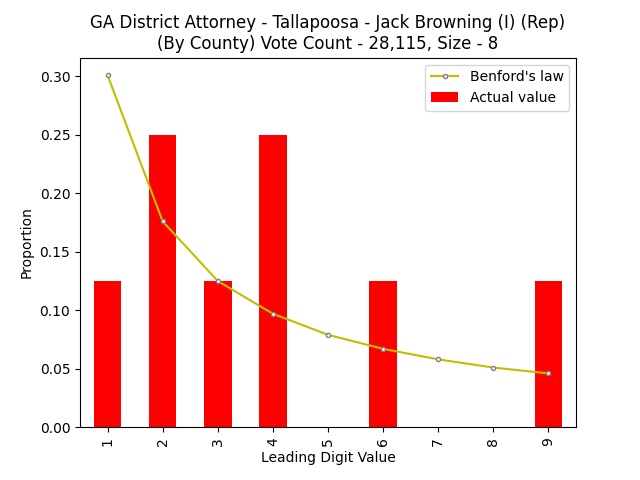 GA District Attorney - Tallapoosa - Jack Browning (I) (Rep)
(By County) Vote Count - 28,115, Size - 8
Benford's law
Actual value
0.30
0.25
0.20
0.15
0.10
0.05
0.00
Proportion
1 2 3 4 5 6 7 8 9
Leading Digit Value